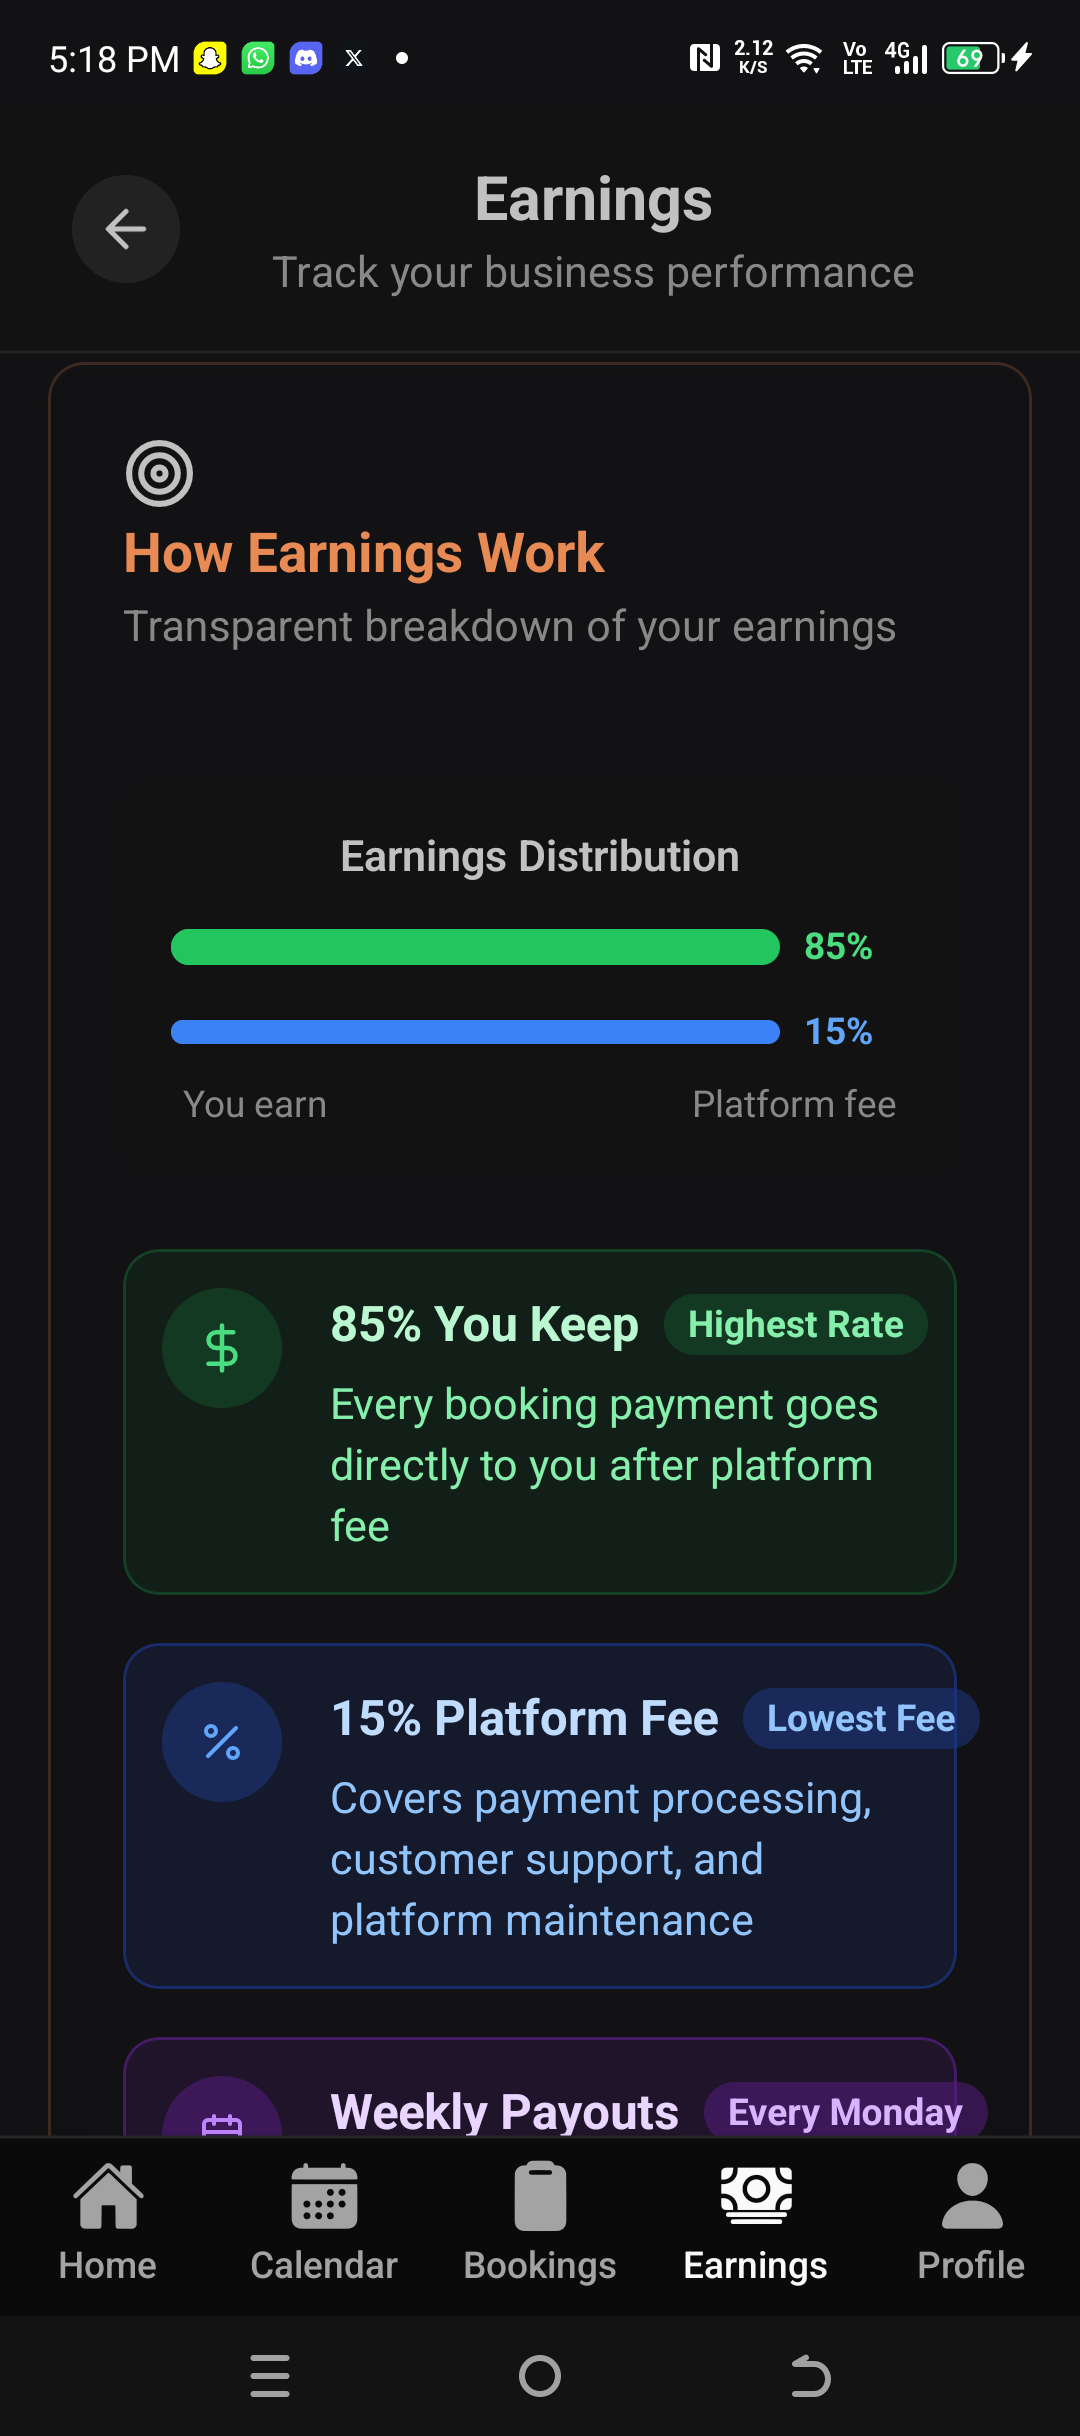 5:18 PM
2.12
K/S
Vo
LTE
4G
69
Earnings
Track your business performance
How Earnings Work
Transparent breakdown of your earnings
Earnings Distribution
85%
15%
You earn
Platform fee
85% You Keep
Highest Rate
Every booking payment goes
directly to you after platform
fee
15% Platform Fee
Lowest Fee
Covers payment processing,
customer support, and
platform maintenance
Weekly Payouts
Every Monday
Home
Calendar
Bookings
Earnings
Profile